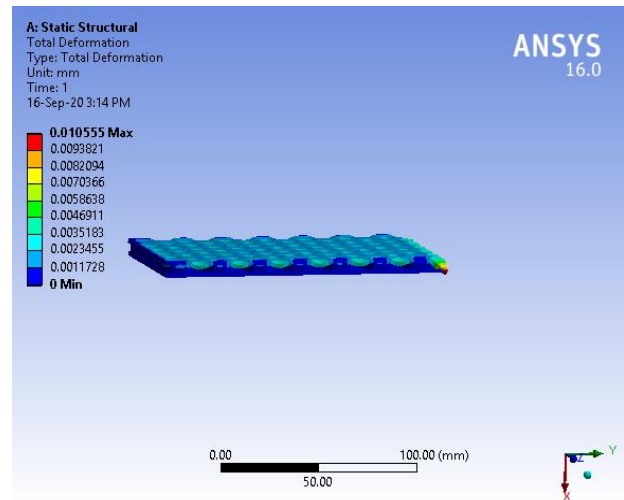 A: Static Structural
Total Deformation
Type: Total Deformation
Unit: mm
Time: 1
16-Sep-20 3:14 PM
ANSYS
16.0
0.010555 Max
0.0093821
0.0082094
0.0070366
0.0058638
0.0046911
0.0035183
0.0023455
0.0011728
0 Min
0.00
100.00 (mm)
50.00
Y
Z
X